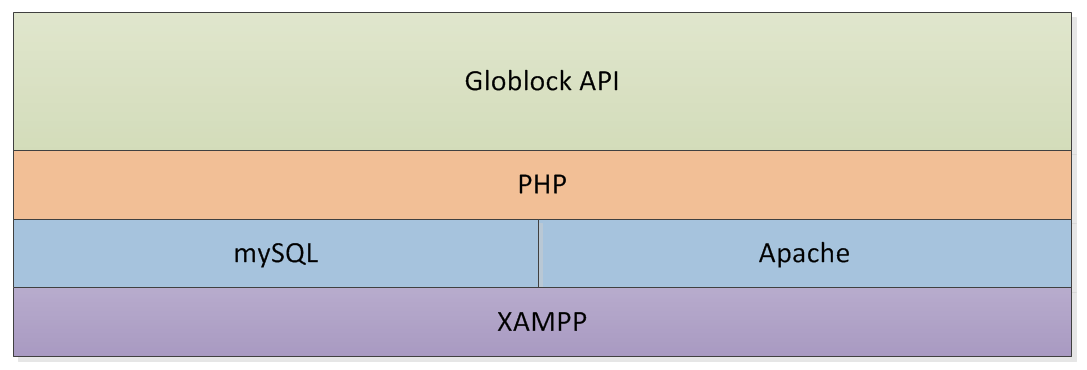 Globlock API
PHP
mySQL
Apache
XAMPP